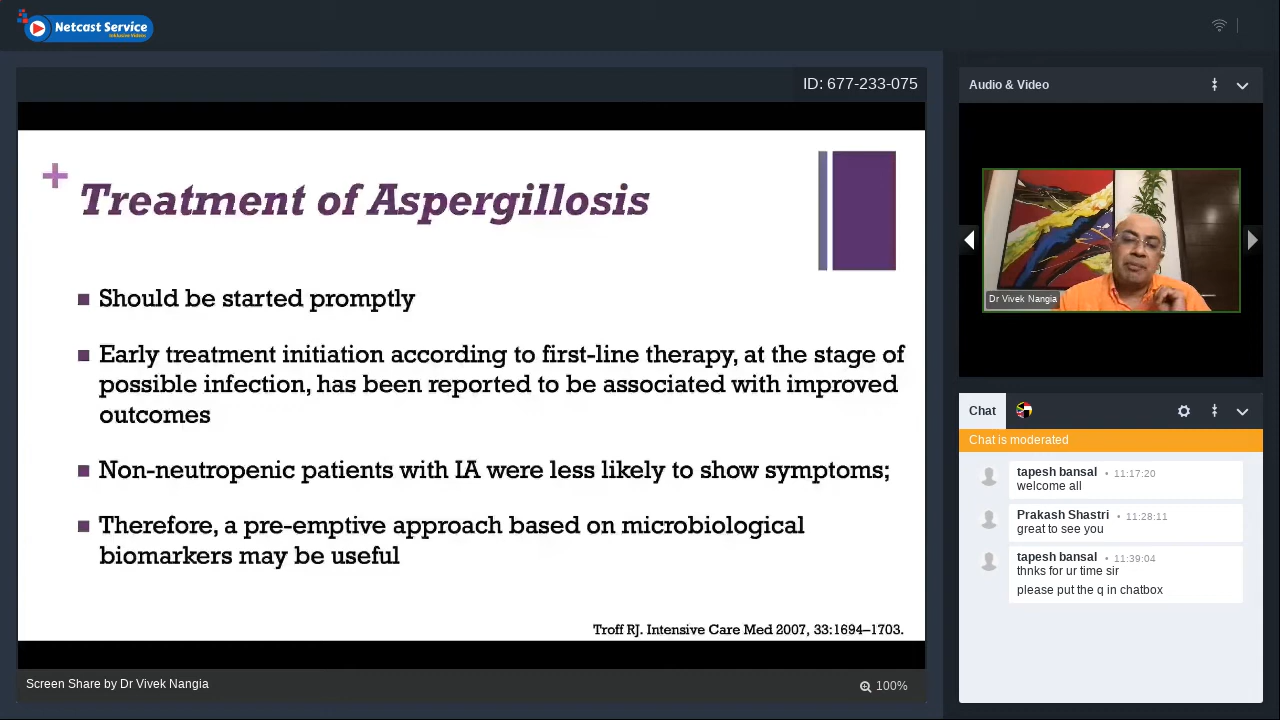 Netcast Service
Inklusive Videos
ID: 677-233-075
+
Treatment of Aspergillosis
Should be started promptly
Early treatment initiation according to first-line therapy, at the stage of
possible infection, has been reported to be associated with improved
outcomes
Non-neutropenic patients with IA were less likely to show symptoms;
Therefore, a pre-emptive approach based on microbiological
biomarkers may be useful
Troff RJ. Intensive Care Med 2007, 33:1694–1703.
Screen Share by Dr Vivek Nangia
100%
Audio & Video
Dr Vivek Nangia
Chat
Chat is moderated
tapesh bansal • 11:17:20
welcome all
Prakash Shastri • 11:28:11
great to see you
tapesh bansal • 11:39:04
thnks for ur time sir
please put the q in chatbox